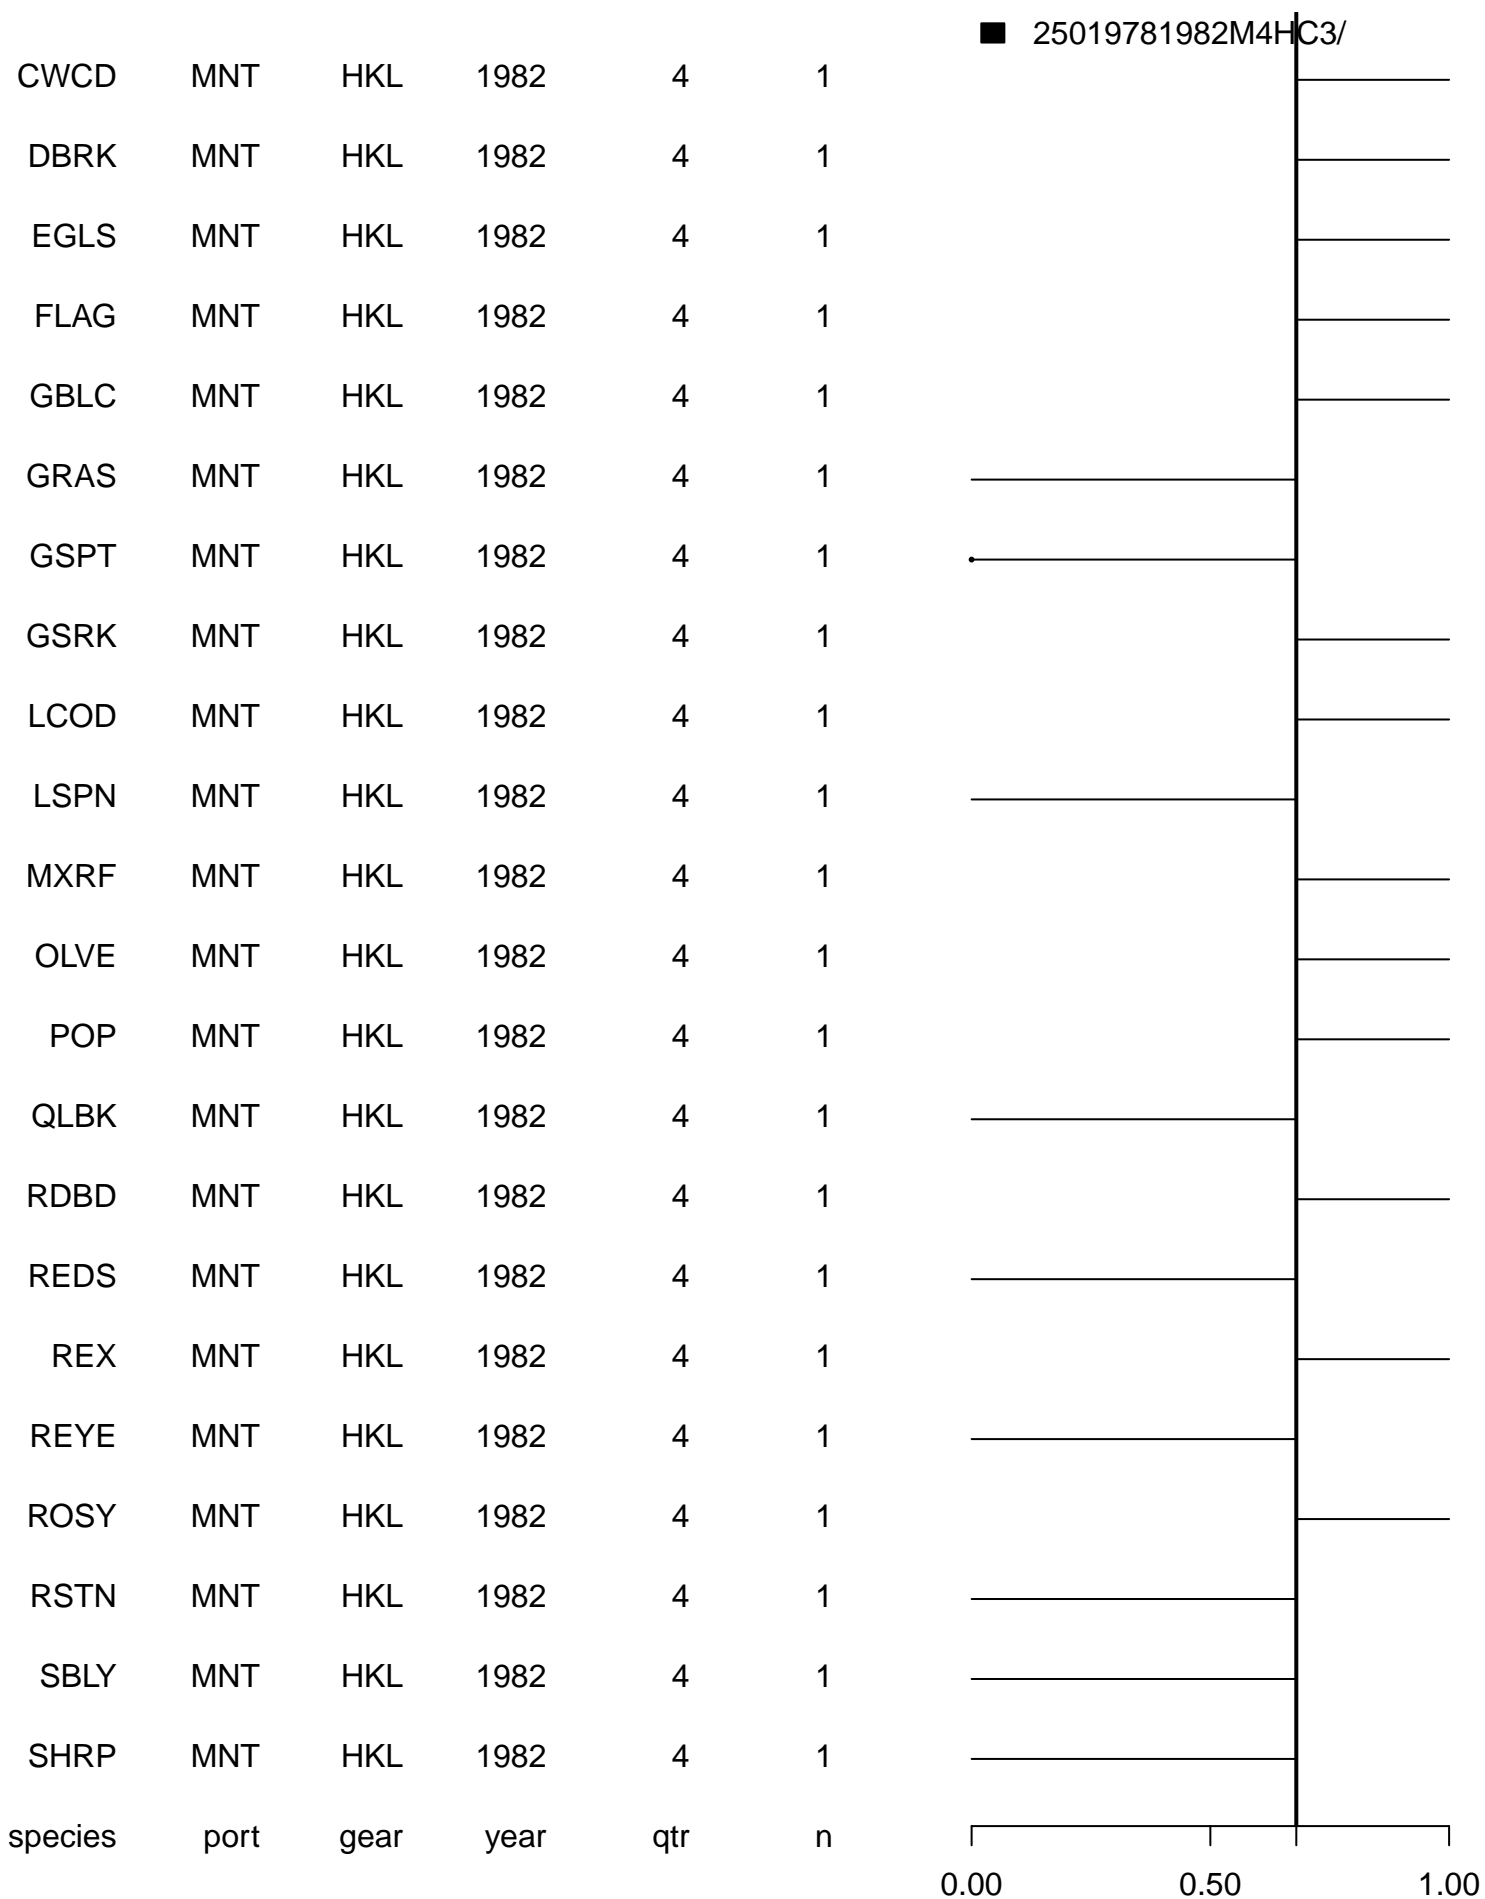 25019781982M4HC3/
CWCD MNT HKL 1982 4 1
DBRK MNT HKL 1982 4 1
EGLS MNT HKL 1982 4 1
FLAG MNT HKL 1982 4 1
GBLC MNT HKL 1982 4 1
GRAS MNT HKL 1982 4 1
GSPT MNT HKL 1982 4 1
GSRK MNT HKL 1982 4 1
LCOD MNT HKL 1982 4 1
LSPN MNT HKL 1982 4 1
MXRF MNT HKL 1982 4 1
OLVE MNT HKL 1982 4 1
POP MNT HKL 1982 4 1
QLBK MNT HKL 1982 4 1
RDBD MNT HKL 1982 4 1
REDS MNT HKL 1982 4 1
REX MNT HKL 1982 4 1
REYE MNT HKL 1982 4 1
ROSY MNT HKL 1982 4 1
RSTN MNT HKL 1982 4 1
SBLY MNT HKL 1982 4 1
SHRP MNT HKL 1982 4 1
species port gear year qtr n
0.00 0.50 1.00